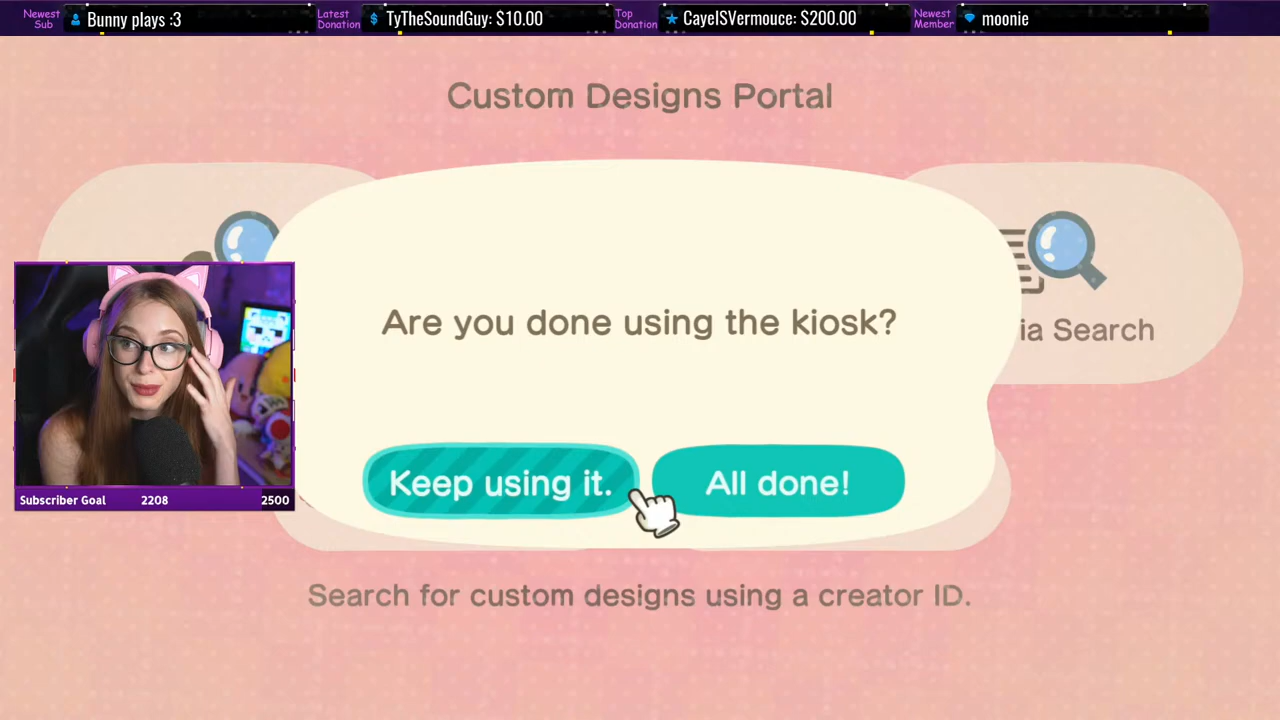 Newest Sub
Bunny plays :3
Latest Donation
TyTheSoundGuy: $10.00
Top Donation
CayelSVermouce: $200.00
Newest Member
moonie
Custom Designs Portal
ia Search
Are you done using the kiosk?
Keep using it.
All done!
Subscriber Goal 2208 2500
Search for custom designs using a creator ID.